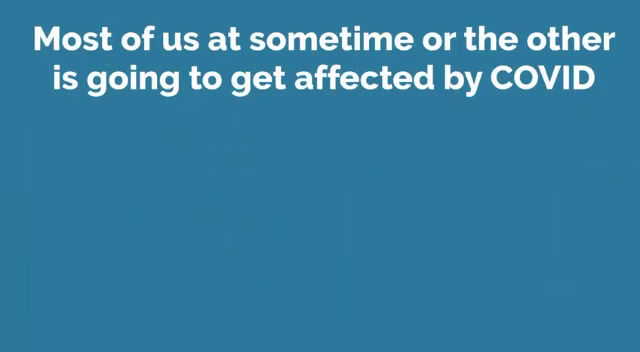 Most of us at sometime or the other
is going to get affected by COVID